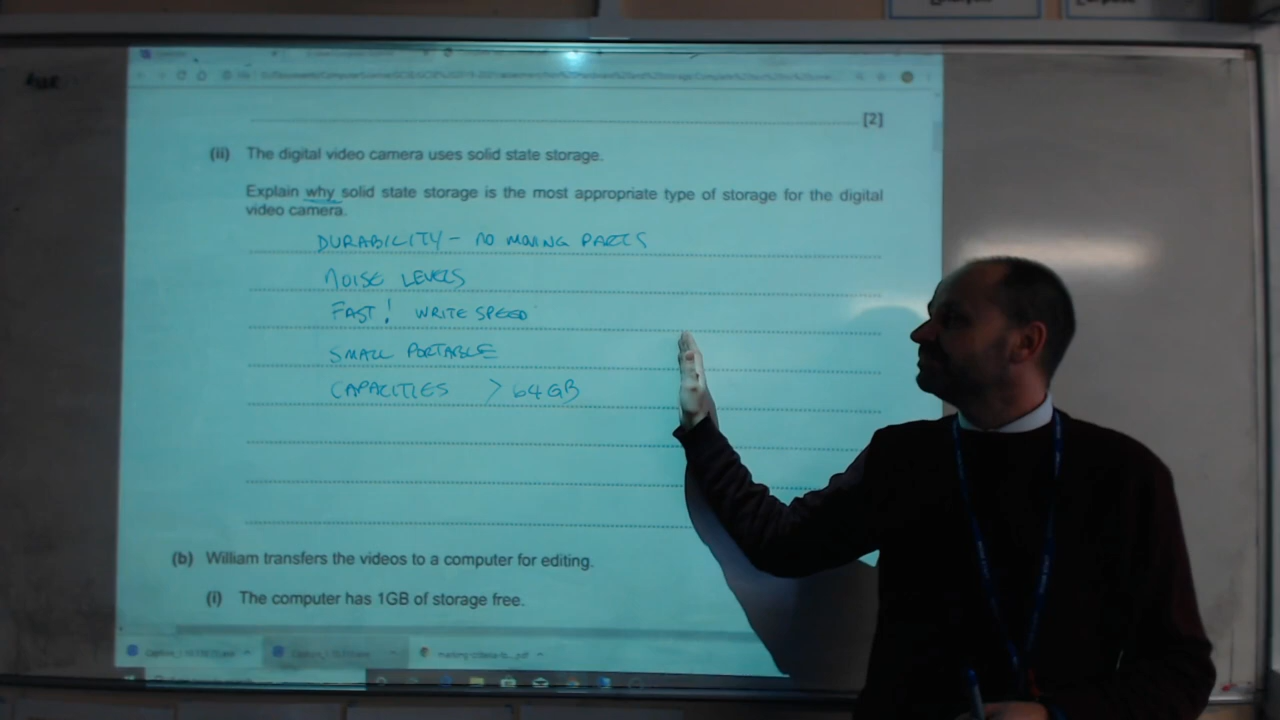 [2]
(ii) The digital video camera uses solid state storage.
Explain why solid state storage is the most appropriate type of storage for the digital
video camera.
DURABILITY - NO MOVING PARTS
NOISE LEVELS
FAST! WRITE SPEED
SMALL PORTABLE
CAPACITIES > 64GB
(b) William transfers the videos to a computer for editing.
(i) The computer has 1GB of storage free.